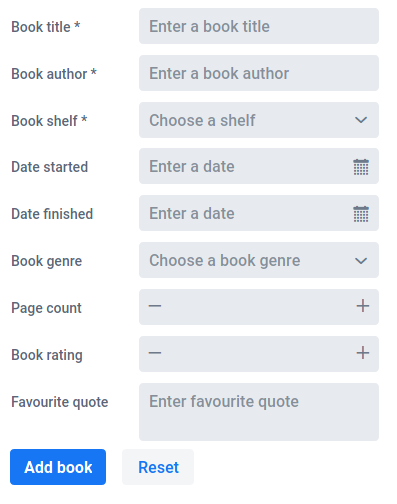 Book title * Enter a book title
Book author * Enter a book author
Book shelf * Choose a shelf
Date started Enter a date
Date finished Enter a date
Book genre Choose a book genre
Page count
Book rating
Favourite quote Enter favourite quote
Add book Reset